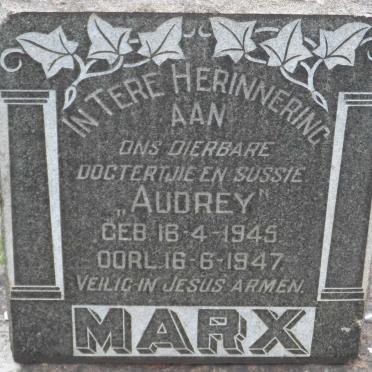 IN TERE HERINNERING
AAN
ONS DIERBARE
DOGTERTJIE EN SUSSIE
„AUDREY"
GEB. 16-4-1945
OORL. 16-6-1947
VEILIG IN JESUS ARMEN.
MARX